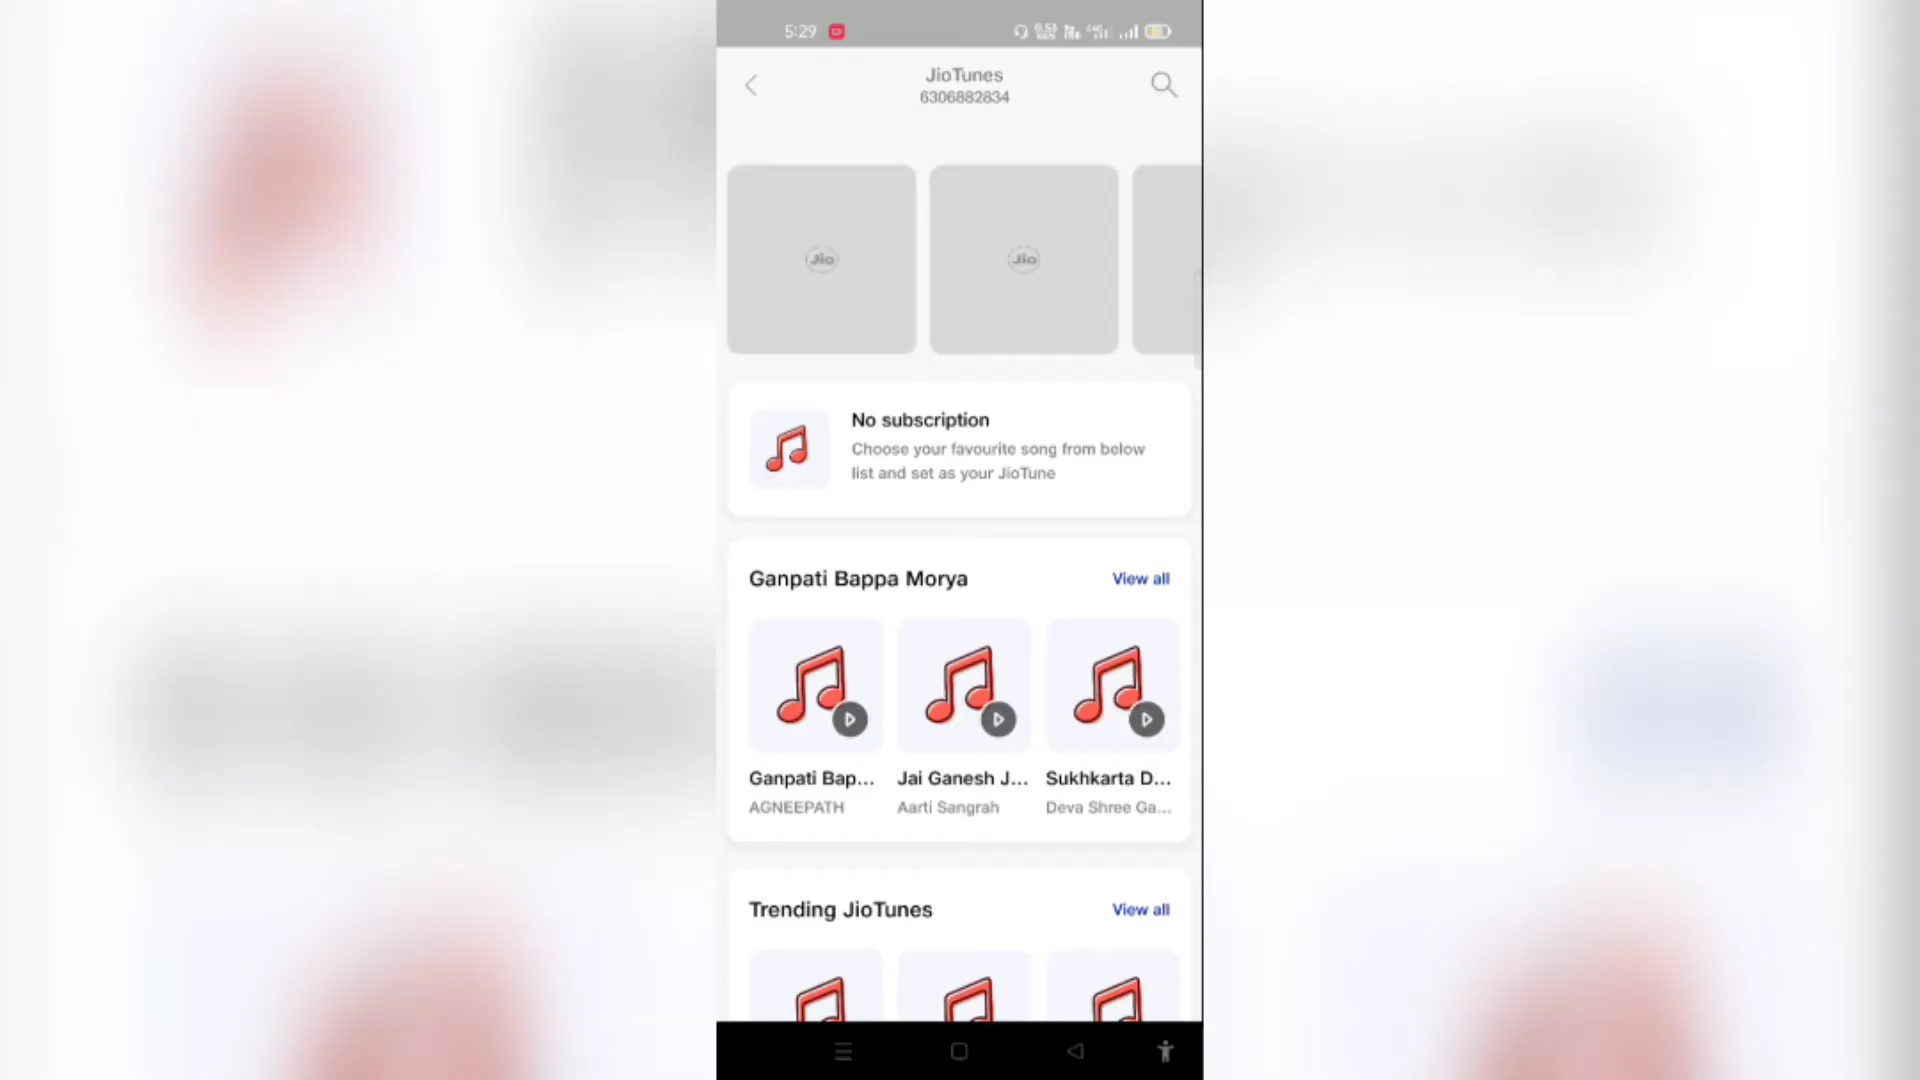 5:29
JioTunes
6306882834
Jio
Jio
No subscription
Choose your favourite song from below
list and set as your JioTune
Ganpati Bappa Morya
View all
Ganpati Bap...
Jai Ganesh J...
Sukhkarta D...
AGNEEPATH
Aarti Sangrah
Deva Shree Ga...
Trending JioTunes
View all